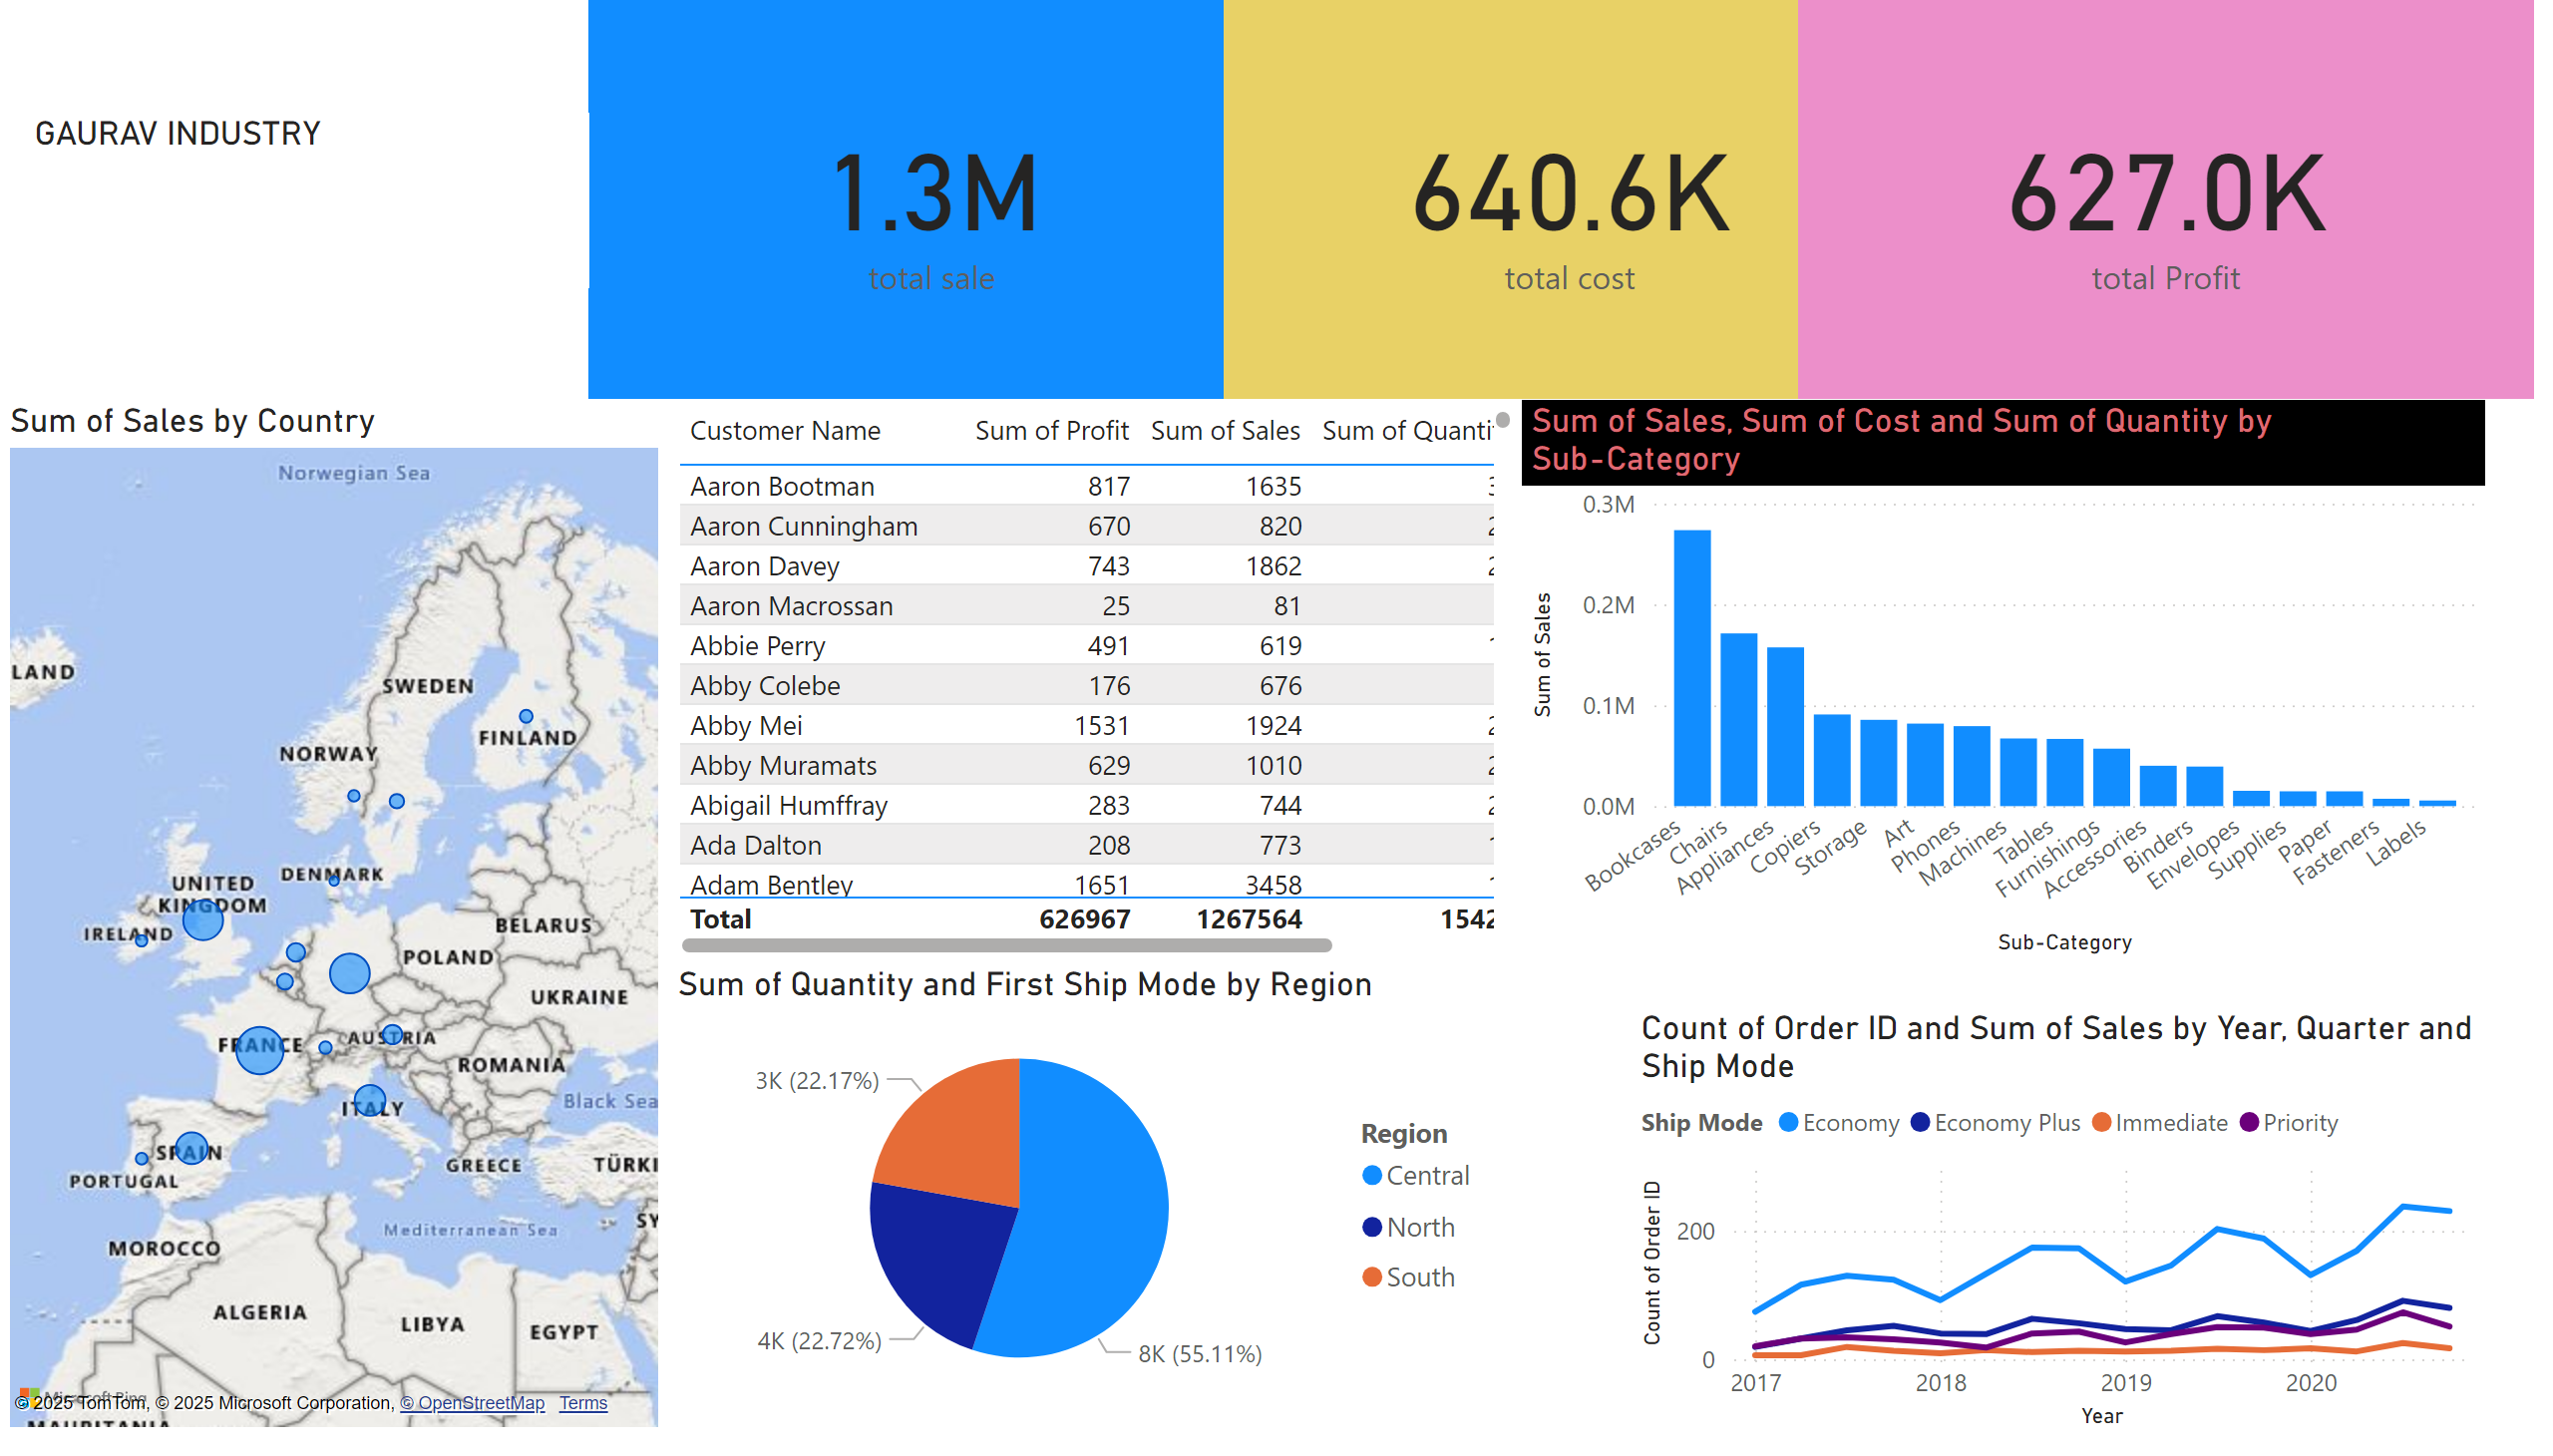 GAURAV INDUSTRY
1.3M
total sale
640.6K
total cost
627.0K
total Profit
Sum of Sales by Country
Norwegian Sea
LAND
SWEDEN
FINLAND
NORWAY
DENMARK
UNITED
KINGDOM
IRELAND
BELARUS
POLAND
UKRAINE
FRANCE
AUSTRIA
ROMANIA
ITALY
Black Sea
SPAIN
PORTUGAL
GREECE
TÜRKI
Mediterranean Sea
SY
MOROCCO
ALGERIA
LIBYA
EGYPT
Microsoft Bing
© 2025 TomTom, © 2025 Microsoft Corporation, © OpenStreetMap Terms
MAURITANIA
Customer Name Sum of Profit Sum of Sales Sum of Quantit
Aaron Bootman 817 1635
Aaron Cunningham 670 820
Aaron Davey 743 1862
Aaron Macrossan 25 81
Abbie Perry 491 619
Abby Colebe 176 676
Abby Mei 1531 1924
Abby Muramats 629 1010
Abigail Humffray 283 744
Ada Dalton 208 773
Adam Bentley 1651 3458
Total 626967 1267564 1542
Sum of Quantity and First Ship Mode by Region
3K (22.17%)
4K (22.72%)
8K (55.11%)
Region
Central
North
South
Sum of Sales, Sum of Cost and Sum of Quantity by
Sub-Category
Sum of Sales
0.3M
0.2M
0.1M
0.0M
Bookcases
Chairs
Appliances
Copiers
Storage
Art
Phones
Machines
Tables
Furnishings
Accessories
Binders
Envelopes
Supplies
Paper
Fasteners
Labels
Sub-Category
Count of Order ID and Sum of Sales by Year, Quarter and
Ship Mode
Ship Mode Economy Economy Plus Immediate Priority
Count of Order ID
200
0
2017 2018 2019 2020
Year